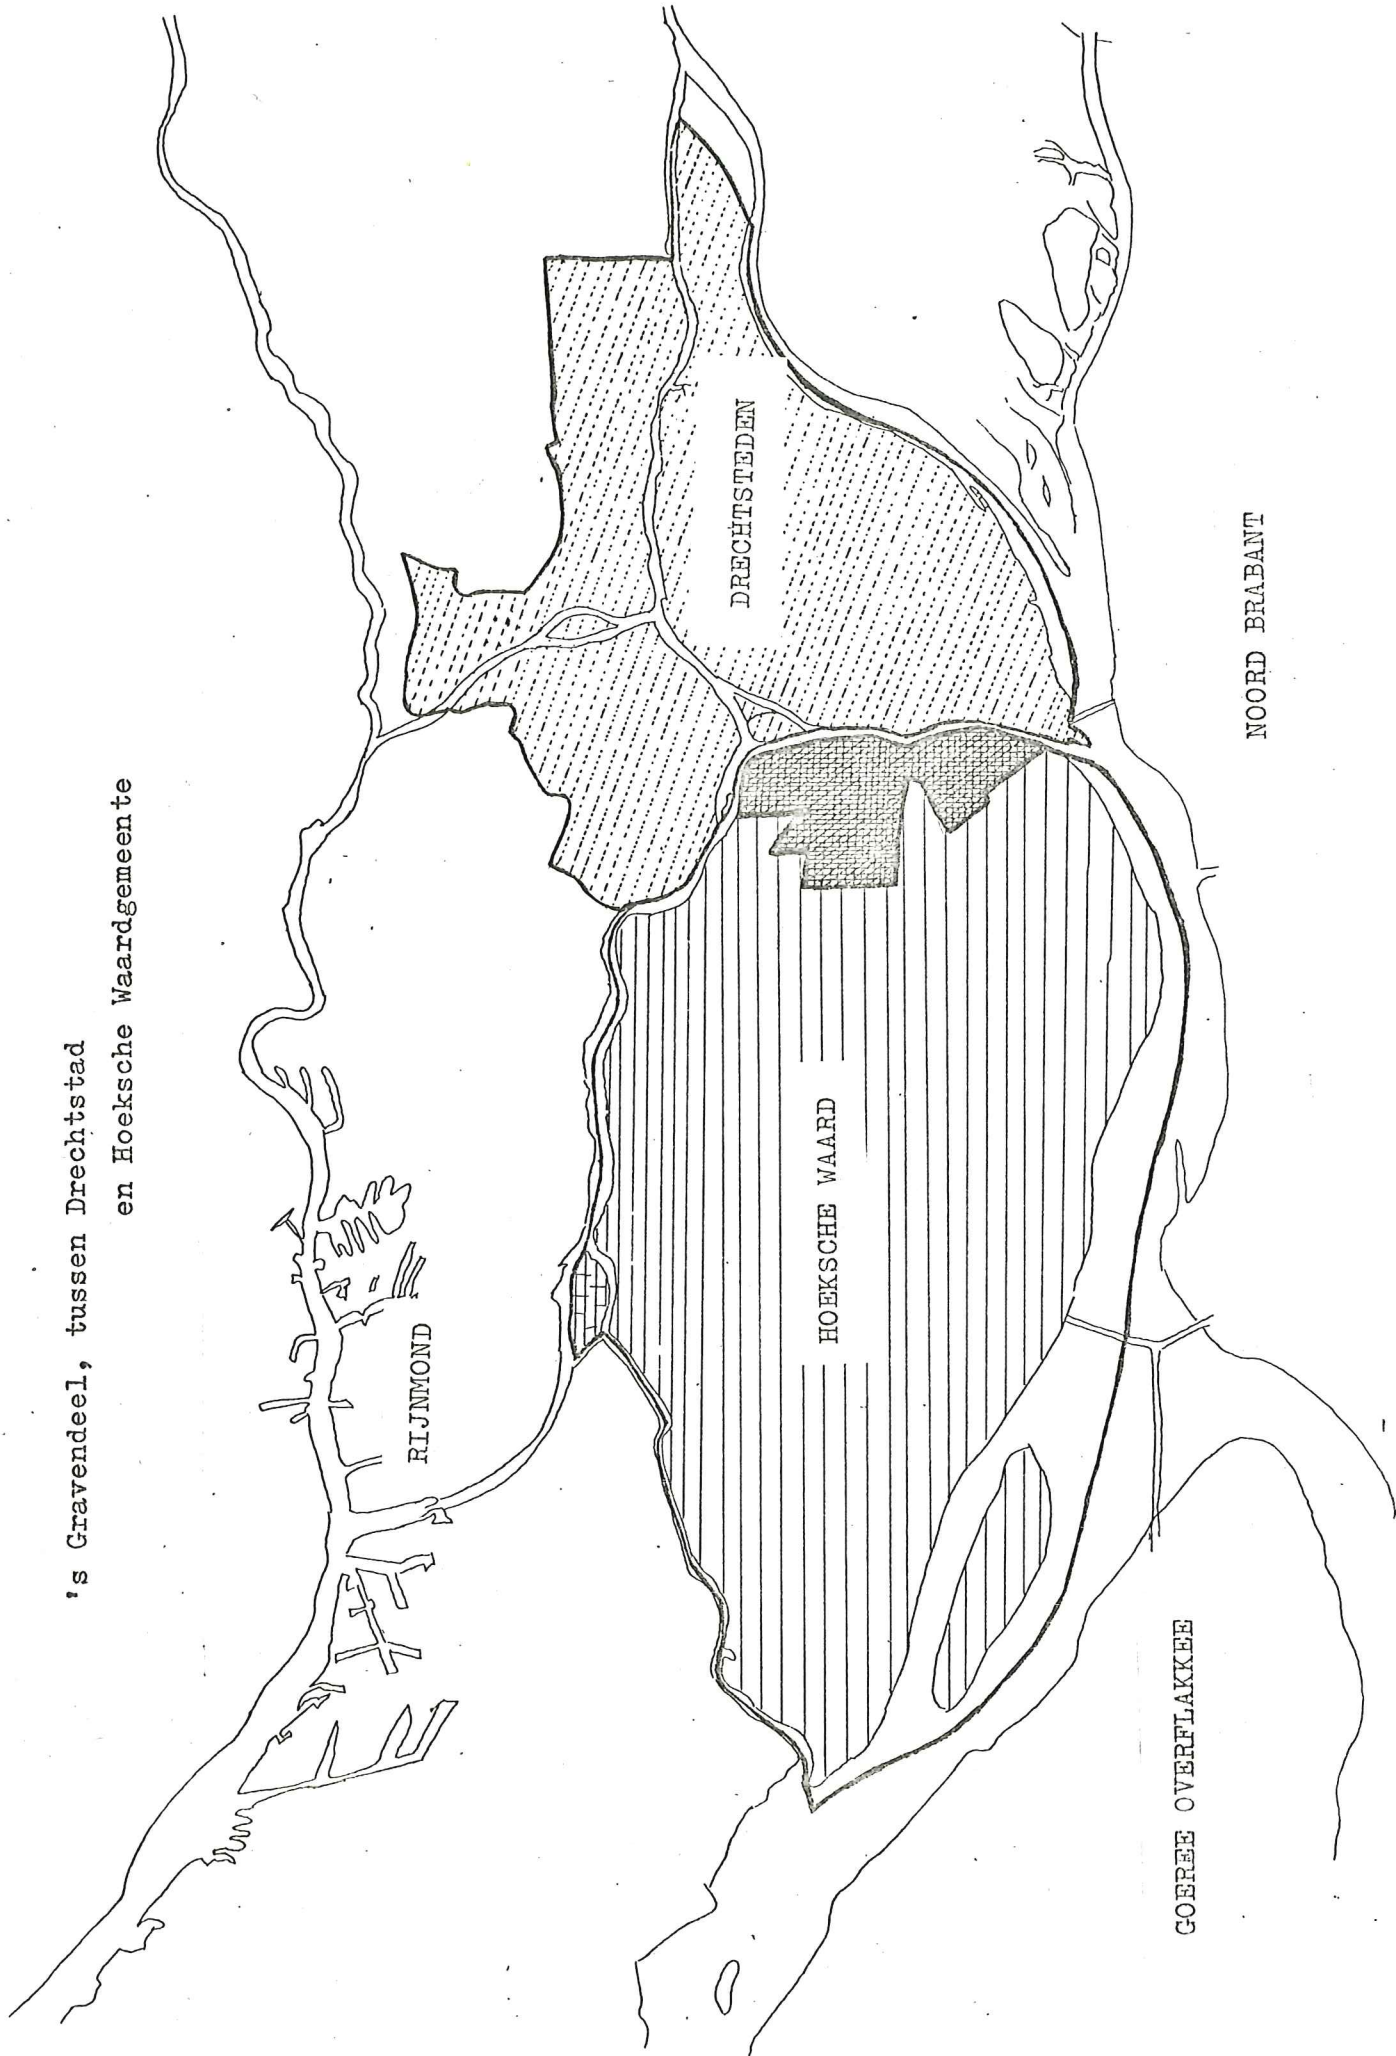 's Gravendeel, tussen Drechtstad
en Hoeksche Waardgemeente
RIJNMOND
DRECHTSTEDEN
HOEKSCHE WAARD
NOORD BRABANT
GOEREE OVERFLAKKEE